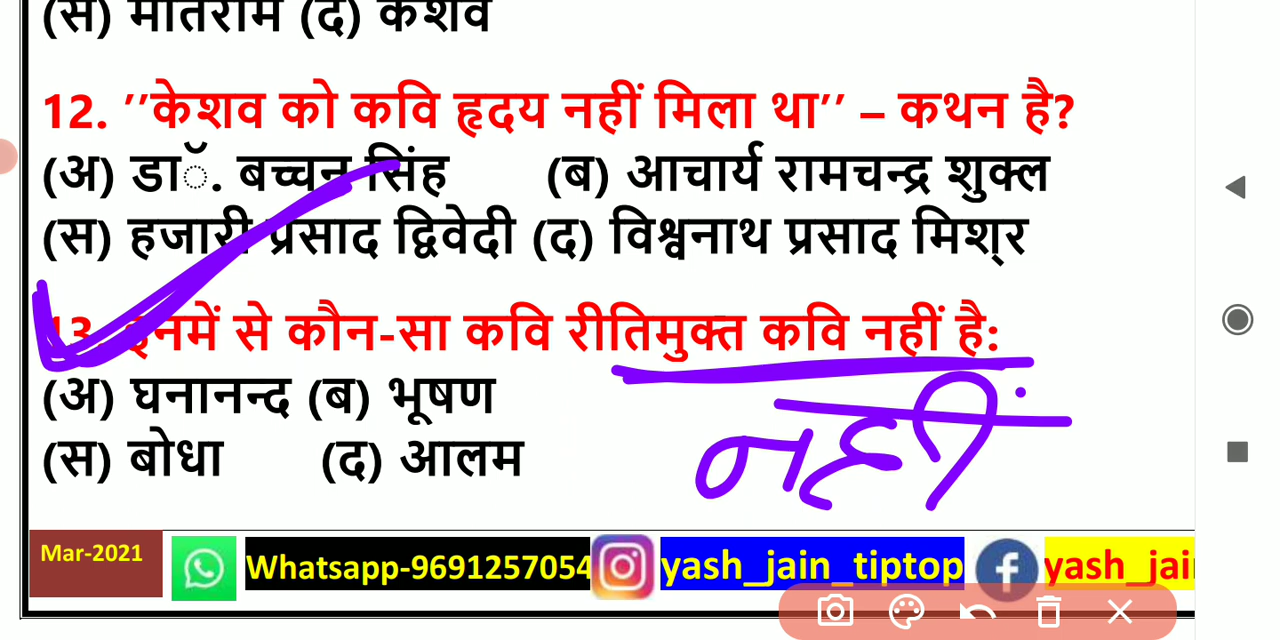 (स) मतिराम (द) केशव
12. ’’केशव को कवि हृदय नहीं मिला था’’ – कथन है?
(अ) डाॅ. बच्चन सिंह (ब) आचार्य रामचन्द्र शुक्ल
(स) हजारी प्रसाद द्विवेदी (द) विश्वनाथ प्रसाद मिश्र
13. इनमें से कौन-सा कवि रीतिमुक्त कवि नहीं है:
(अ) घनानन्द (ब) भूषण
नहीं
(स) बोधा (द) आलम
Mar-2021 Whatsapp-9691257054 yash_jain_tiptop yash_jai